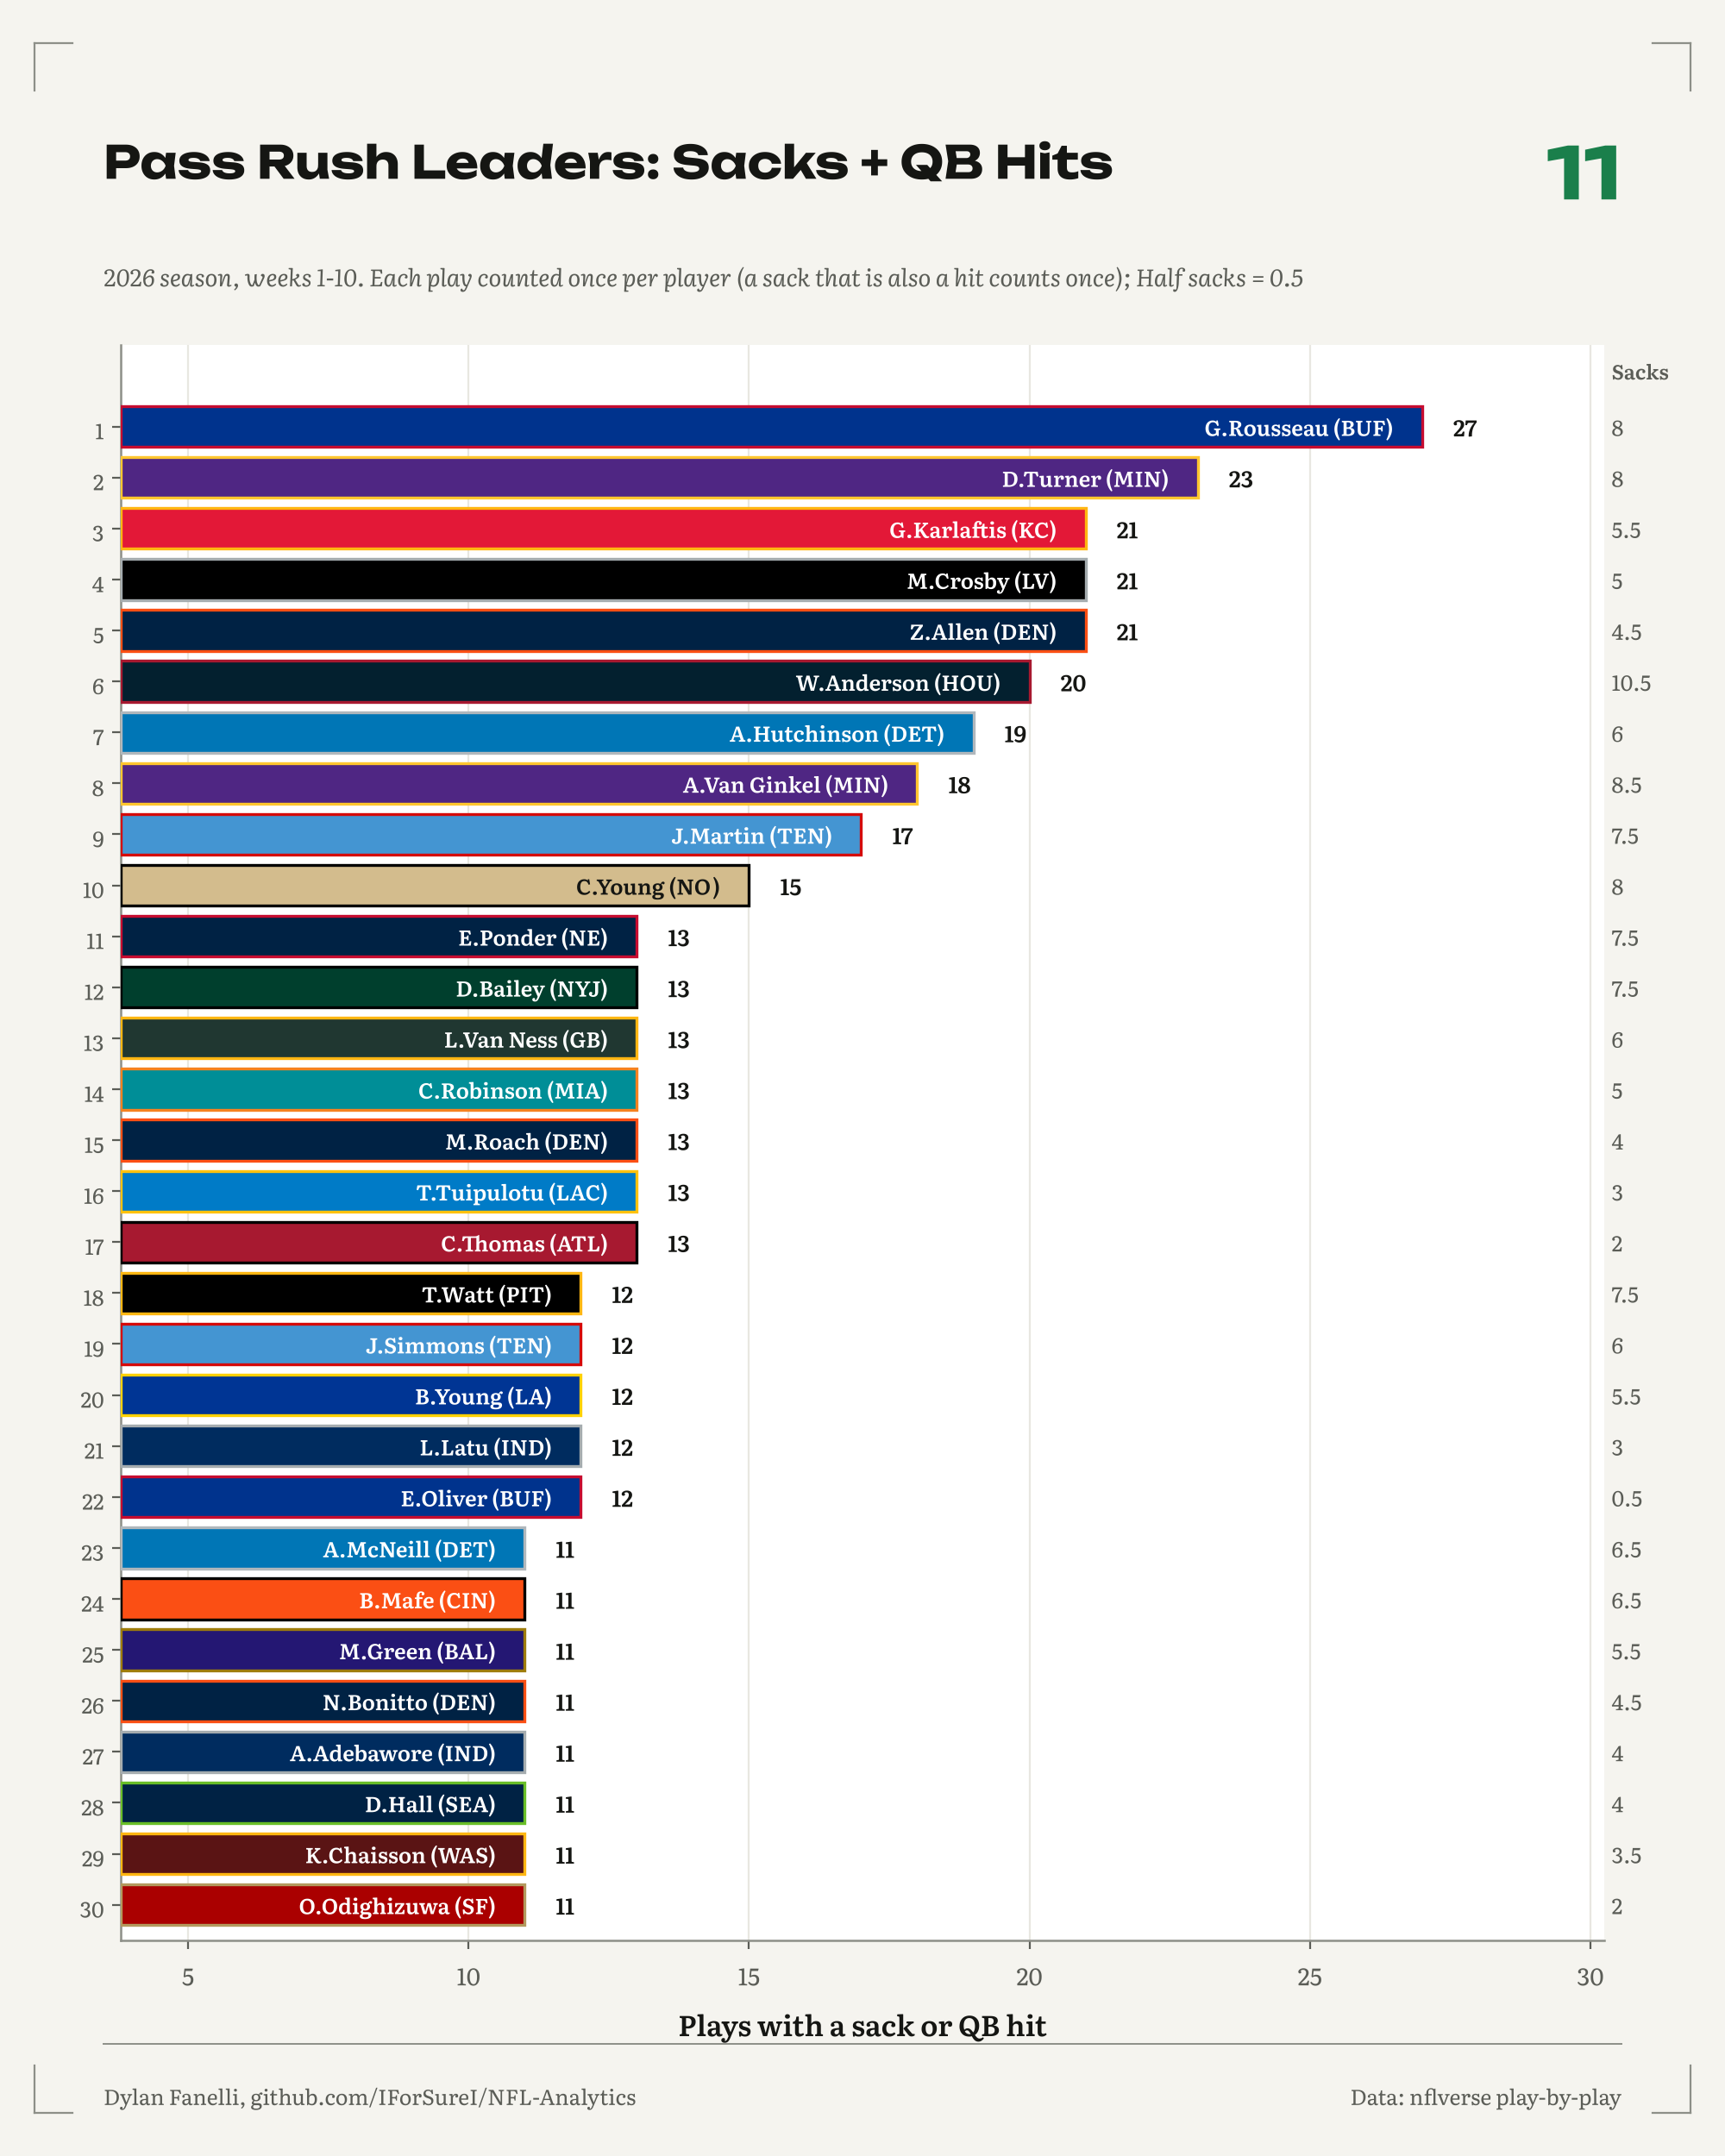 Pass Rush Leaders: Sacks + QB Hits
11
2026 season, weeks 1-10. Each play counted once per player (a sack that is also a hit counts once); Half sacks = 0.5
Sacks
1 G.Rousseau (BUF) 27 8
2 D.Turner (MIN) 23 8
3 G.Karlaftis (KC) 21 5.5
4 M.Crosby (LV) 21 5
5 Z.Allen (DEN) 21 4.5
6 W.Anderson (HOU) 20 10.5
7 A.Hutchinson (DET) 19 6
8 A.Van Ginkel (MIN) 18 8.5
9 J.Martin (TEN) 17 7.5
10 C.Young (NO) 15 8
11 E.Ponder (NE) 13 7.5
12 D.Bailey (NYJ) 13 7.5
13 L.Van Ness (GB) 13 6
14 C.Robinson (MIA) 13 5
15 M.Roach (DEN) 13 4
16 T.Tuipulotu (LAC) 13 3
17 C.Thomas (ATL) 13 2
18 T.Watt (PIT) 12 7.5
19 J.Simmons (TEN) 12 6
20 B.Young (LA) 12 5.5
21 L.Latu (IND) 12 3
22 E.Oliver (BUF) 12 0.5
23 A.McNeill (DET) 11 6.5
24 B.Mafe (CIN) 11 6.5
25 M.Green (BAL) 11 5.5
26 N.Bonitto (DEN) 11 4.5
27 A.Adebawore (IND) 11 4
28 D.Hall (SEA) 11 4
29 K.Chaisson (WAS) 11 3.5
30 O.Odighizuwa (SF) 11 2
5 10 15 20 25 30
Plays with a sack or QB hit
Dylan Fanelli, github.com/IForSureI/NFL-Analytics
Data: nflverse play-by-play